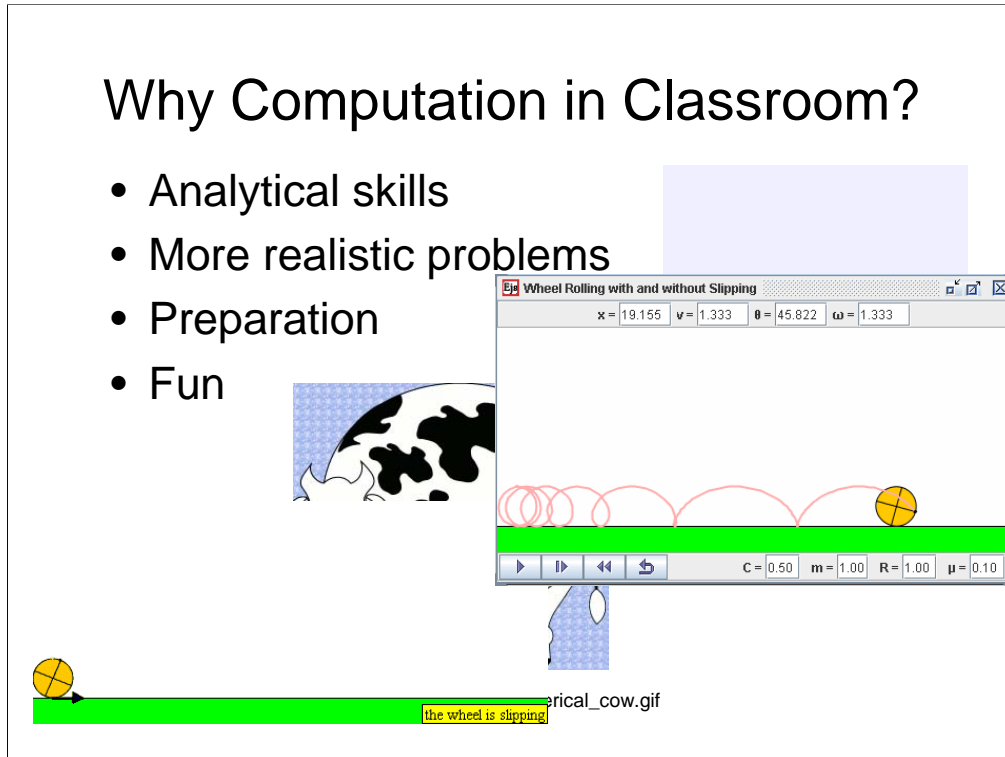 Why Computation in Classroom?
• Analytical skills
• More realistic problems
• Preparation
• Fun
Ejs Wheel Rolling with and without Slipping
x = 19.155 v = 1.333 θ = 45.822 ω = 1.333
C = 0.50 m = 1.00 R = 1.00 μ = 0.10
erical_cow.gif
the wheel is slipping